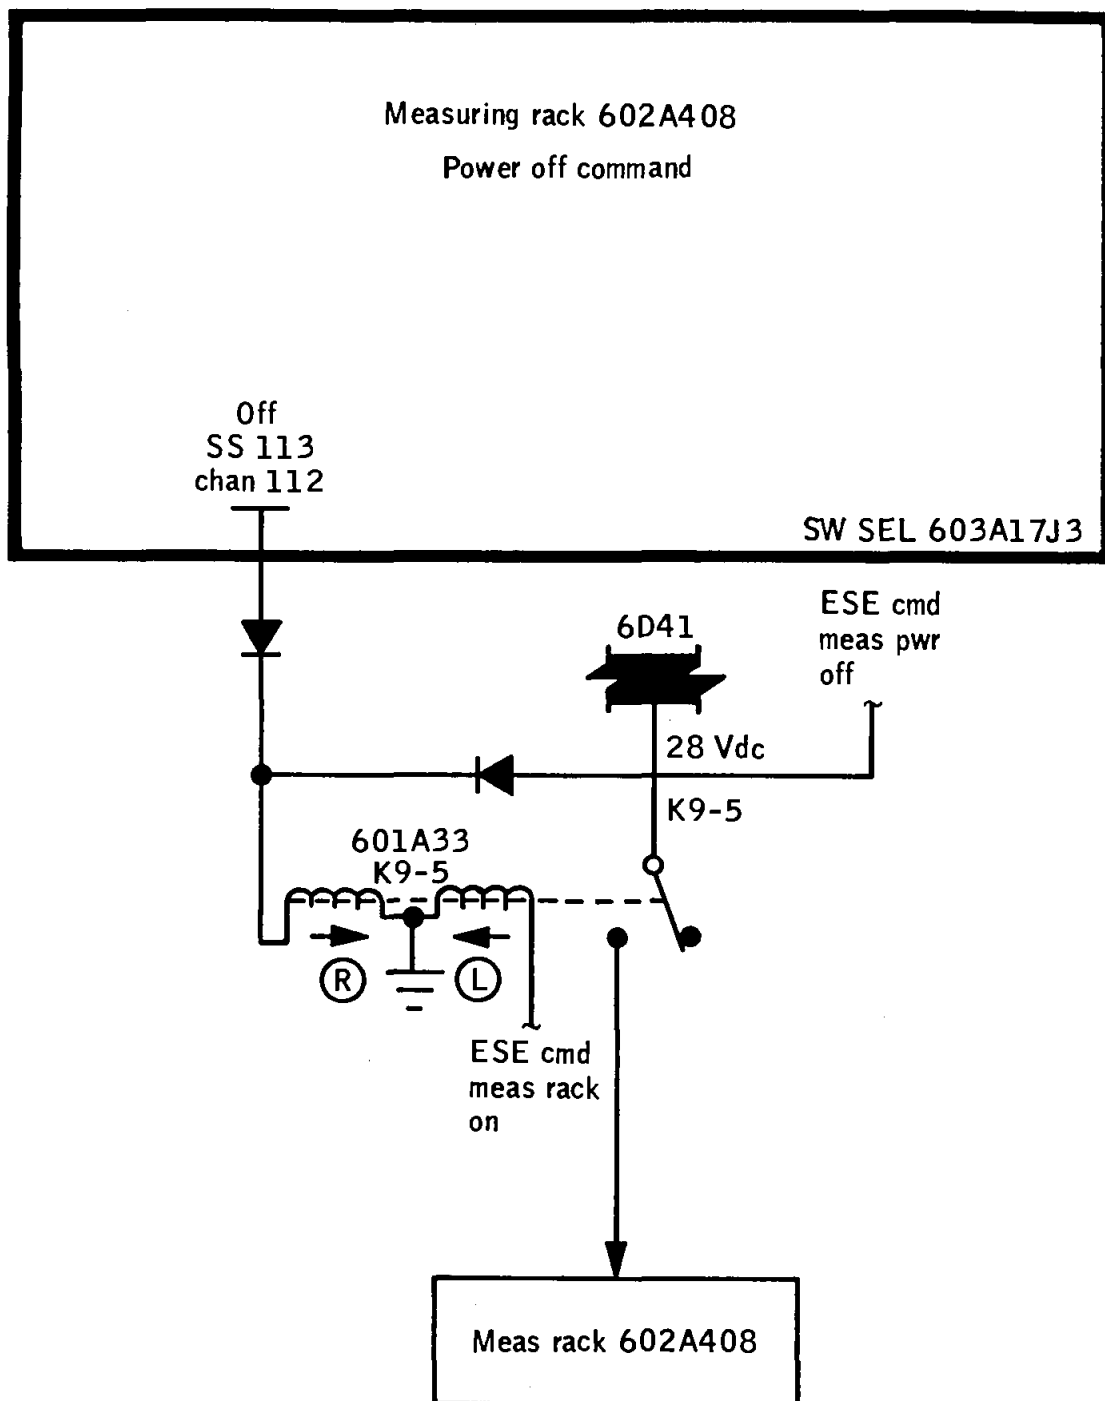 Measuring rack 602A408
Power off command
Off
SS 113
chan 112
SW SEL 603A17J3
ESE cmd
meas pwr
off
6D41
28 Vdc
K9-5
601A33
K9-5
R
L
ESE cmd
meas rack
on
Meas rack 602A408